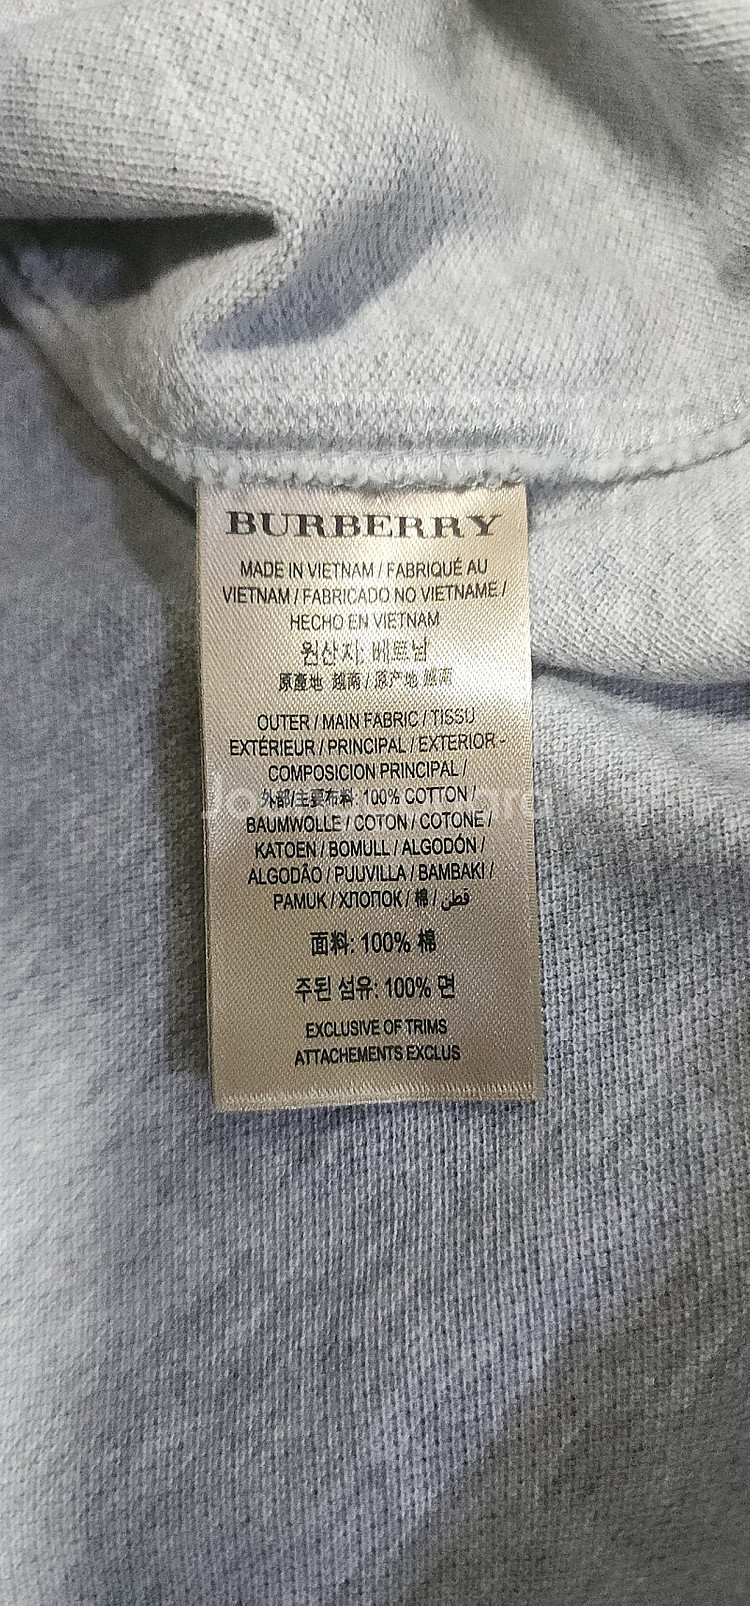 BURBERRY
MADE IN VIETNAM / FABRIQUÉ AU
VIETNAM / FABRICADO NO VIETNAME /
HECHO EN VIETNAM
원산지: 베트남
原產地 越南 / 原产地 越南
OUTER / MAIN FABRIC / TISSU
EXTÉRIEUR / PRINCIPAL / EXTERIOR -
COMPOSICION PRINCIPAL /
外部/主要布料: 100% COTTON /
BAUMWOLLE / COTON / COTONE /
KATOEN / BOMULL / ALGODÓN /
ALGODÃO / PUUVILLA / BAMBAKI /
PAMUK / ХЛОПОК / 棉 / قطن
面料: 100% 棉
주된 섬유: 100% 면
EXCLUSIVE OF TRIMS
ATTACHEMENTS EXCLUS